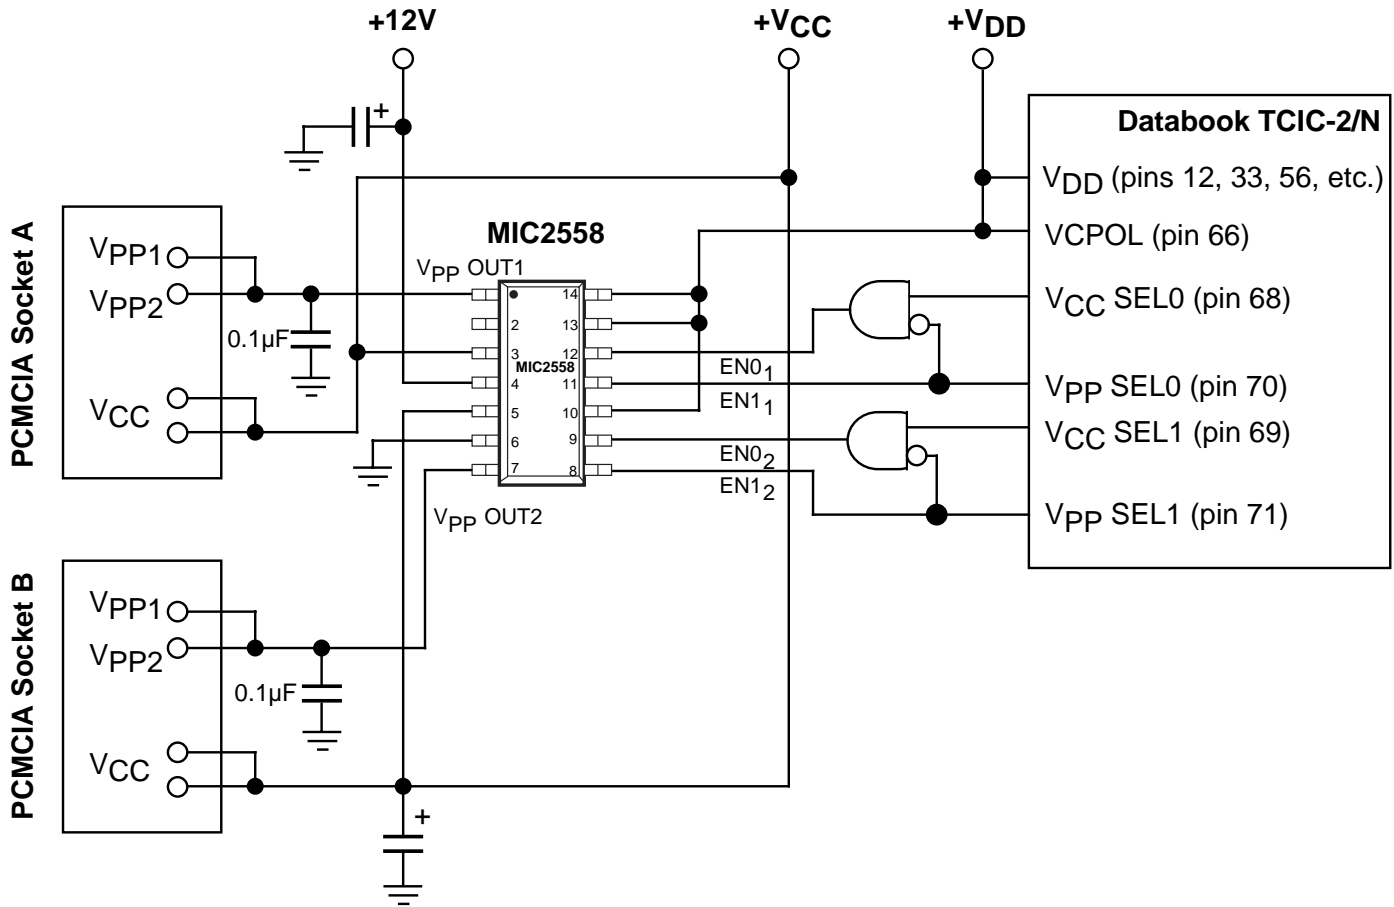 +12V
+VCC
+VDD
+
Databook TCIC-2/N
VDD (pins 12, 33, 56, etc.)
VCPOL (pin 66)
VCC SEL0 (pin 68)
VPP SEL0 (pin 70)
VCC SEL1 (pin 69)
VPP SEL1 (pin 71)
PCMCIA Socket A
VPP1
VPP2
VCC
0.1µF
MIC2558
VPP OUT1
14
2
13
3
12
MIC2558
4
11
5
10
6
9
7
8
VPP OUT2
EN01
EN11
EN02
EN12
PCMCIA Socket B
VPP1
VPP2
VCC
0.1µF
+